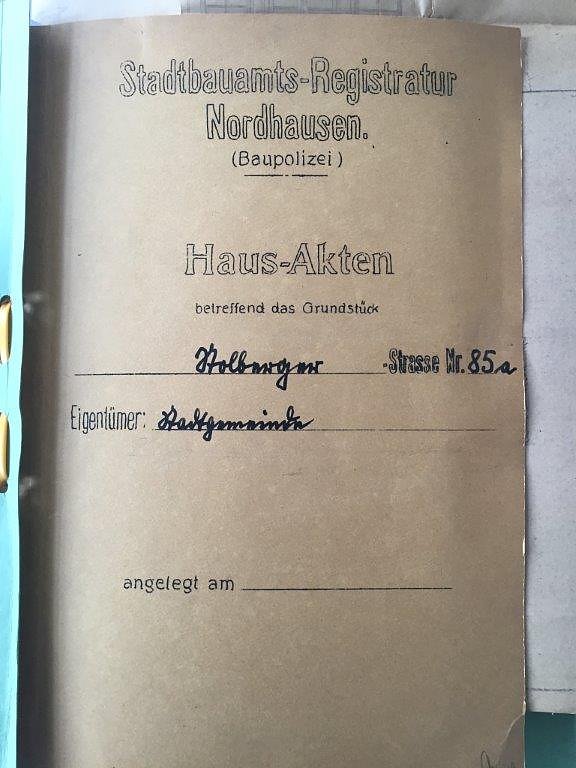 Stadtbauamts-Registratur
Nordhausen.
(Baupolizei)
Haus-Akten
betreffend das Grundstück
Stolberger -Strasse Nr. 85a
Eigentümer: Stadtgemeinde
angelegt am